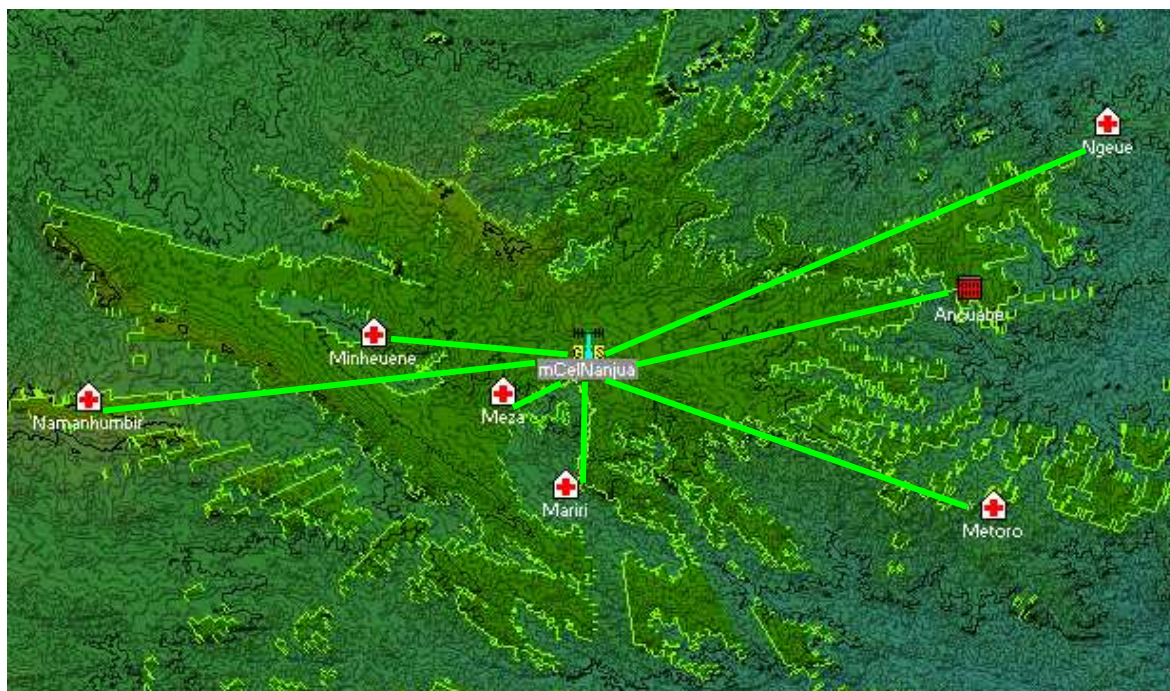 Ngeue
Ancuabe
Minheuene
mCelNanjua
Meza
Namanhumbir
Mariri
Metoro